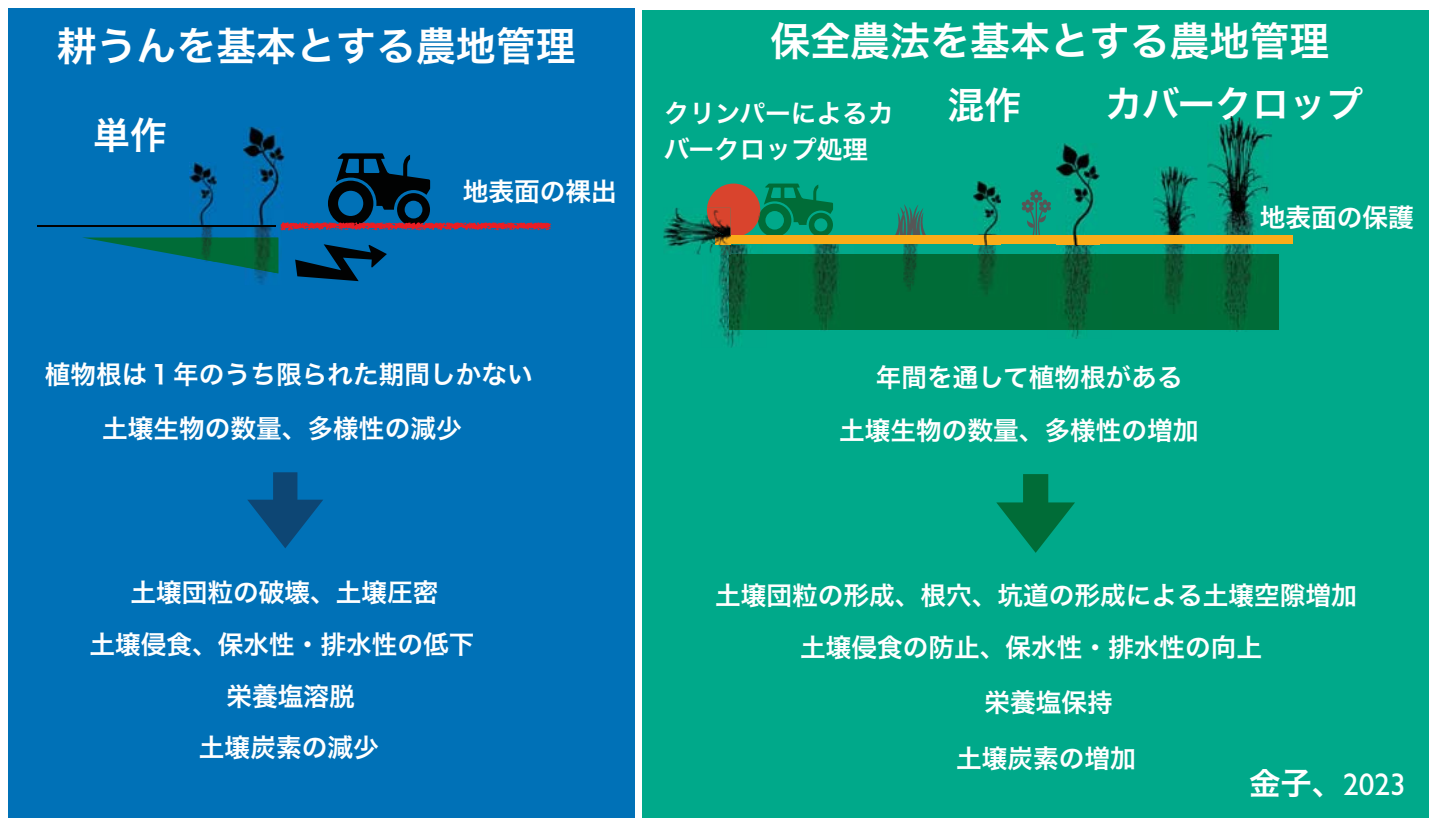 耕うんを基本とする農地管理
単作
地表面の裸出
植物根は１年のうち限られた期間しかない
土壌生物の数量、多様性の減少
土壌団粒の破壊、土壌圧密
土壌侵食、保水性・排水性の低下
栄養塩溶脱
土壌炭素の減少
保全農法を基本とする農地管理
クリンパーによるカ
バークロップ処理
混作
カバークロップ
地表面の保護
年間を通して植物根がある
土壌生物の数量、多様性の増加
土壌団粒の形成、根穴、坑道の形成による土壌空隙増加
土壌侵食の防止、保水性・排水性の向上
栄養塩保持
土壌炭素の増加
金子、2023